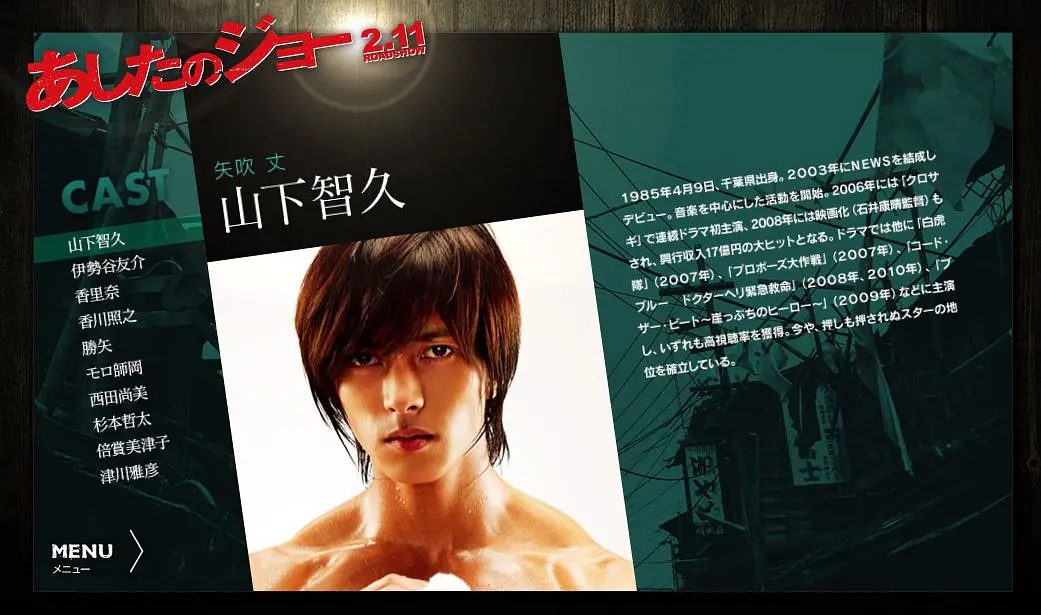 あしたのジョー
2.11
ROADSHOW
CAST
山下智久
伊勢谷友介
香里奈
香川照之
勝矢
モロ師岡
西田尚美
杉本哲太
倍賞美津子
津川雅彦
MENU
メニュー
矢吹 丈
山下智久
1985年4月9日、千葉県出身。2003年にNEWSを結成し
デビュー。音楽を中心にした活動を開始。2006年には「クロサ
ギ」で連続ドラマ初主演、2008年には映画化（石井康晴監督）も
され、興行収入17億円の大ヒットとなる。ドラマでは他に「白虎
隊」（2007年）、「プロポーズ大作戦」（2007年）、「コード・
ブルー ードクターヘリ緊急救命」（2008年、2010年）、「ブ
ザー・ビート～崖っぷちのヒーロー～」（2009年）などに主演
し、いずれも高視聴率を獲得。今や、押しも押されぬスターの地
位を確立している。